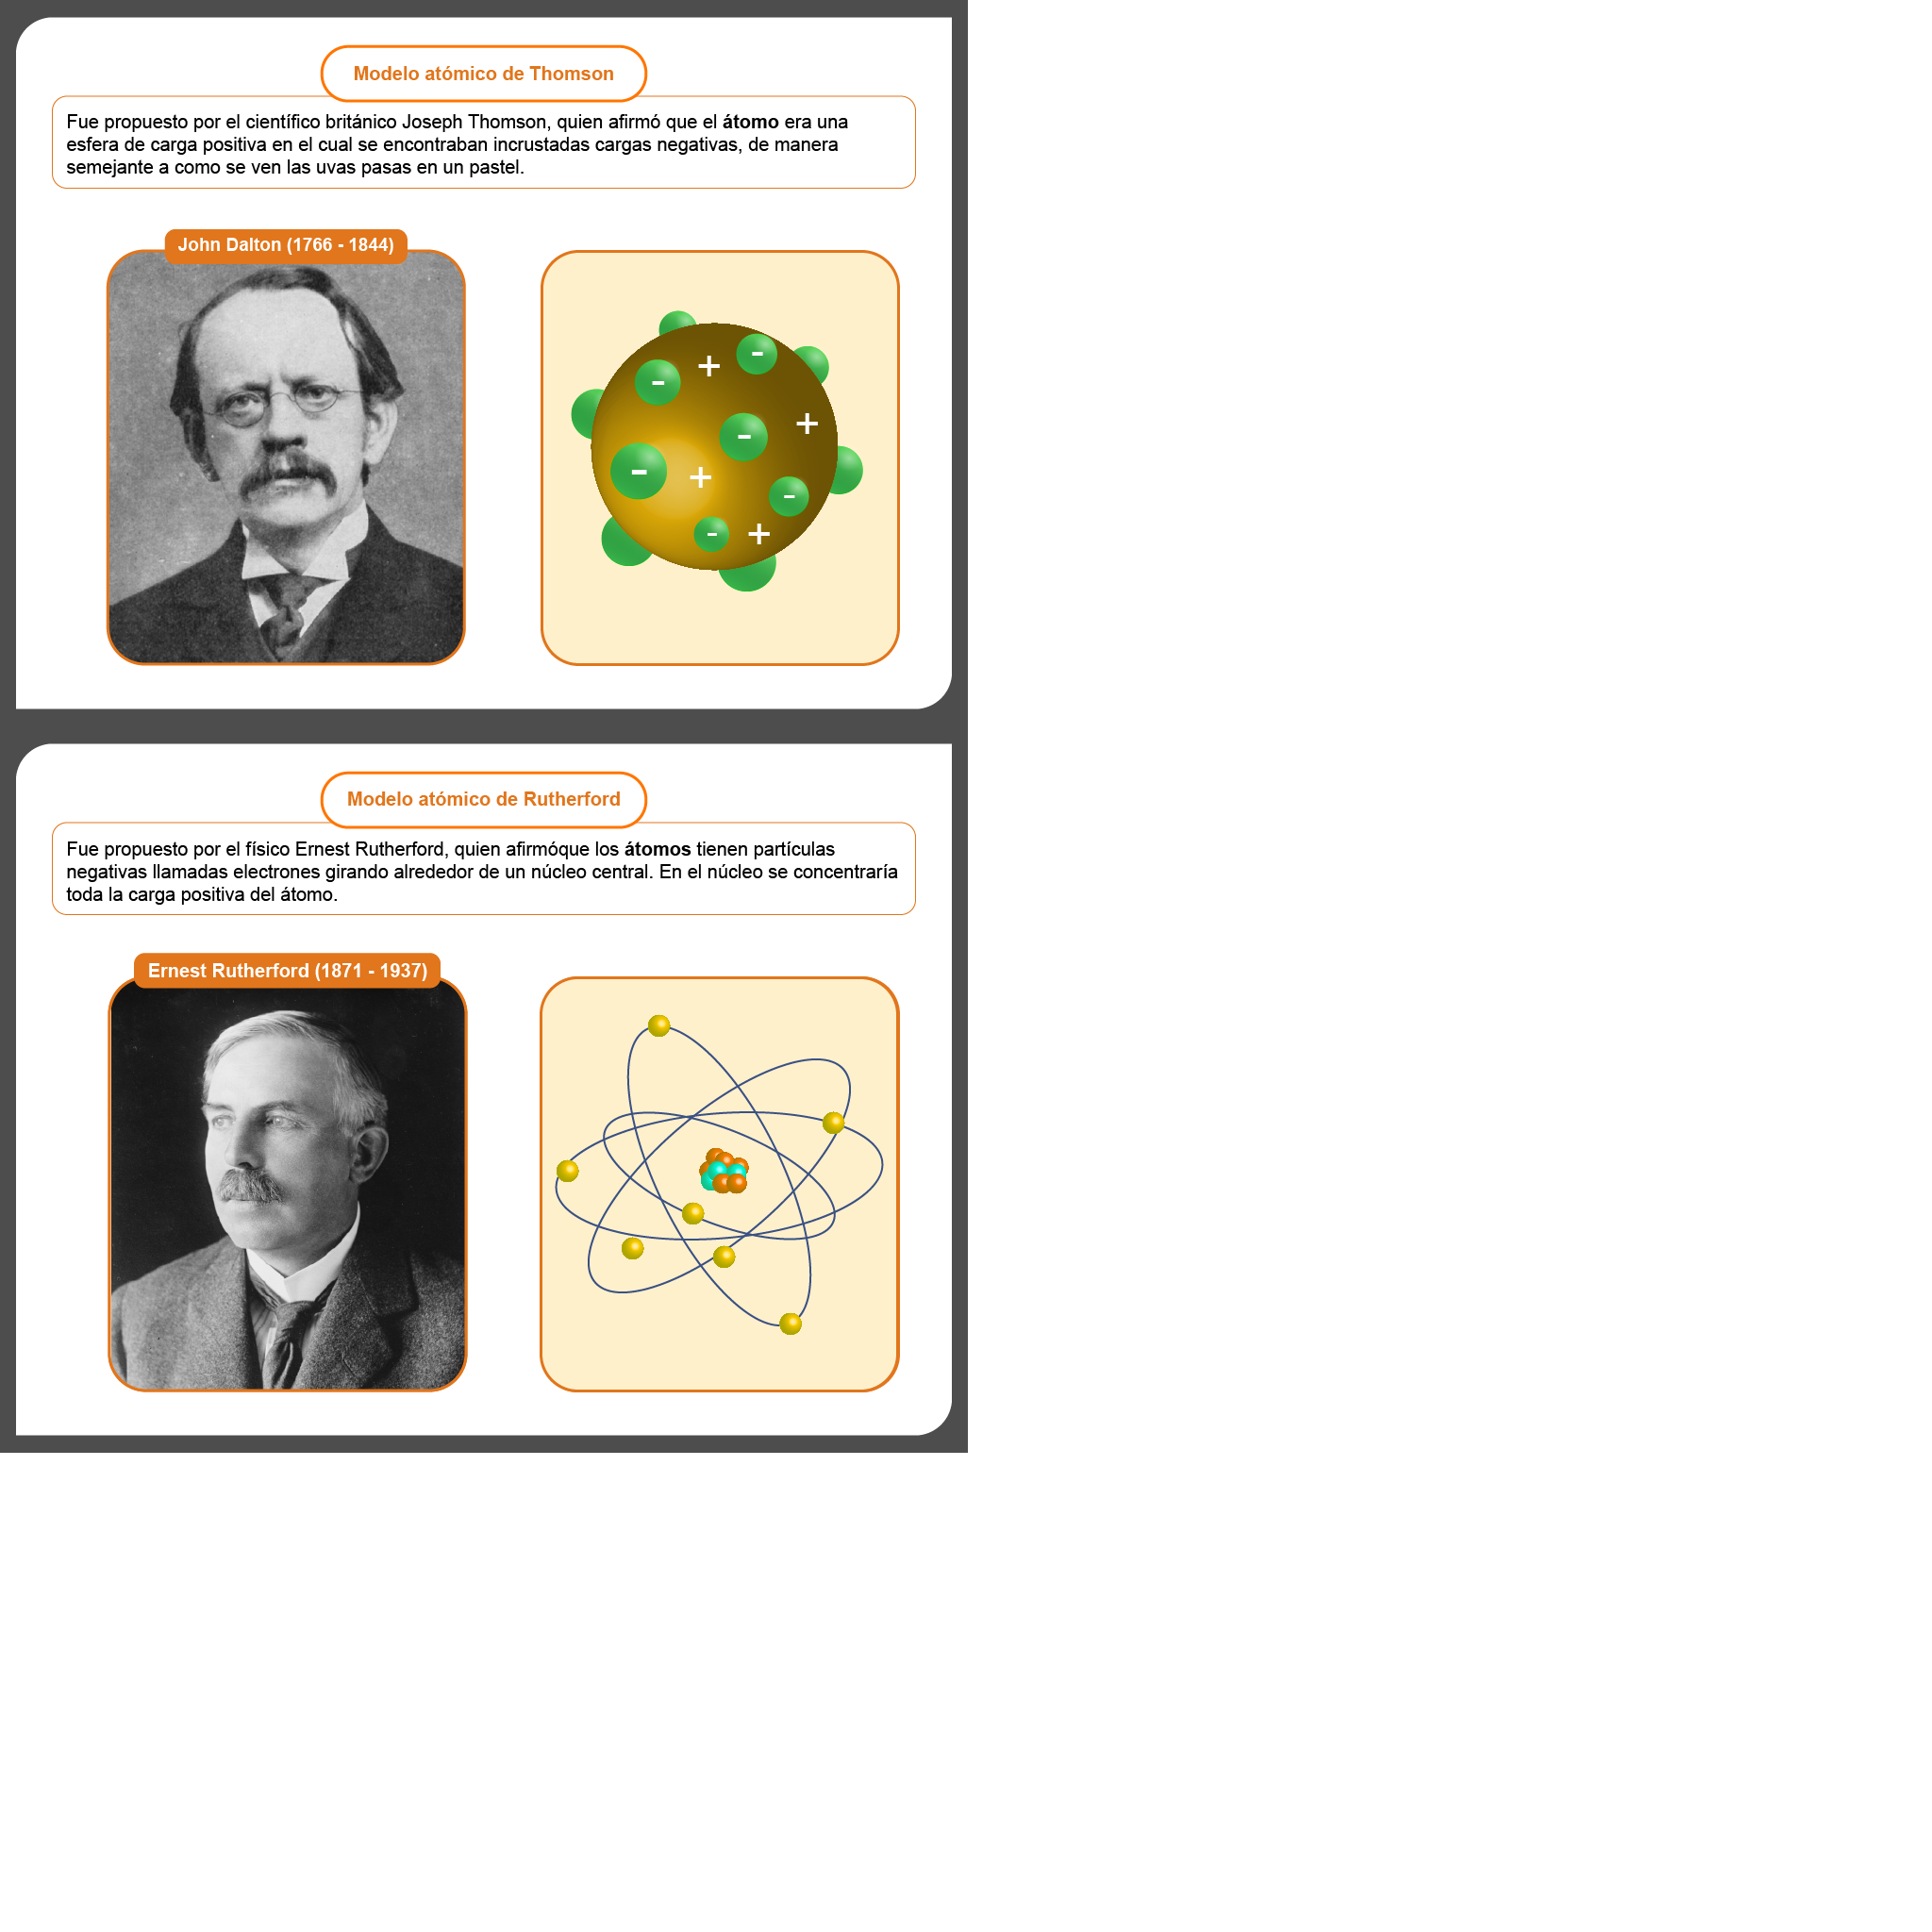 Modelo atómico de Thomson
Fue propuesto por el científico británico Joseph Thomson, quien afirmó que el átomo era una
esfera de carga positiva en el cual se encontraban incrustadas cargas negativas, de manera
semejante a como se ven las uvas pasas en un pastel.
John Dalton (1766 - 1844)
- + -
+
-
- +
-
- +
Modelo atómico de Rutherford
Fue propuesto por el físico Ernest Rutherford, quien afirmóque los átomos tienen partículas
negativas llamadas electrones girando alrededor de un núcleo central. En el núcleo se concentraría
toda la carga positiva del átomo.
Ernest Rutherford (1871 - 1937)